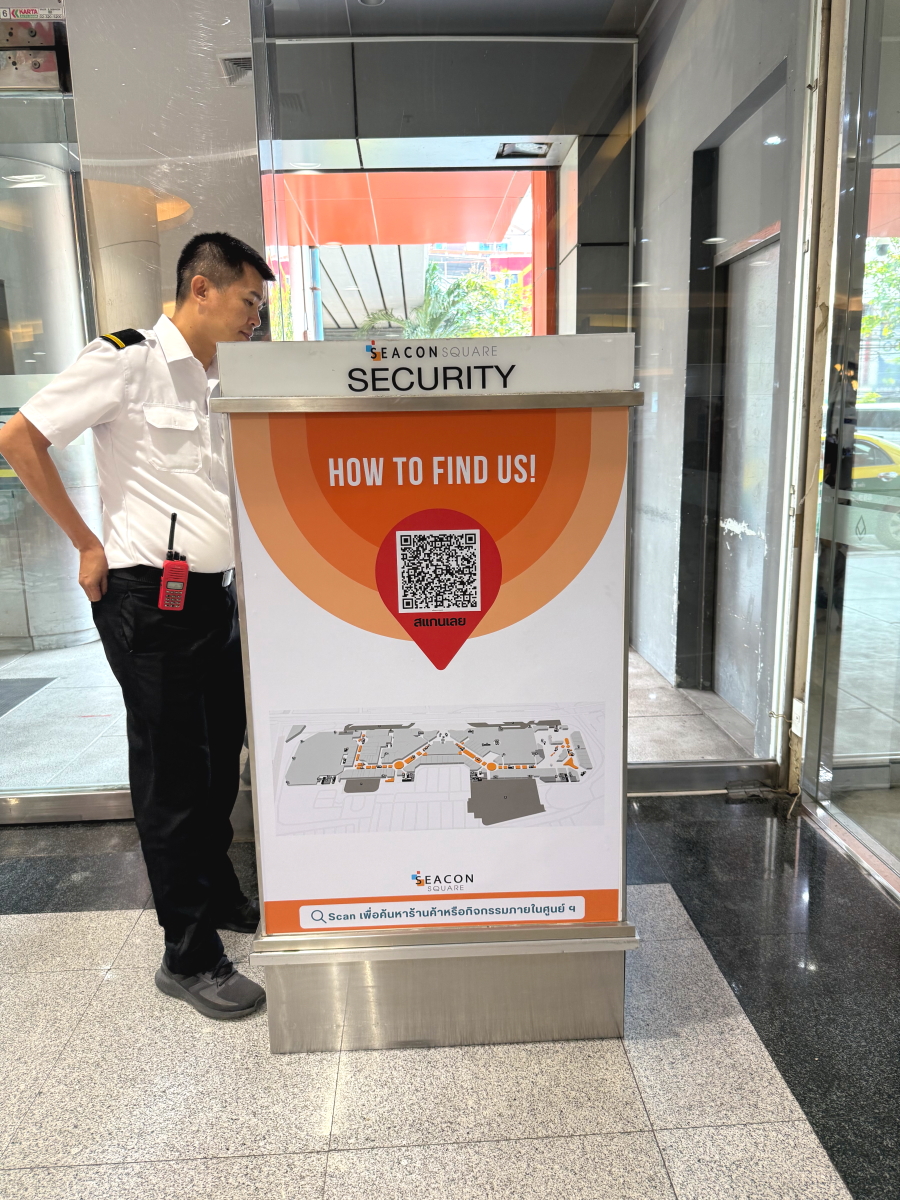 6
HARTA
SEACON SQUARE
SECURITY
HOW TO FIND US!
สแกนเลย
SEACON
SQUARE
Scan เพื่อค้นหาร้านค้าหรือกิจกรรมภายในศูนย์ ฯ